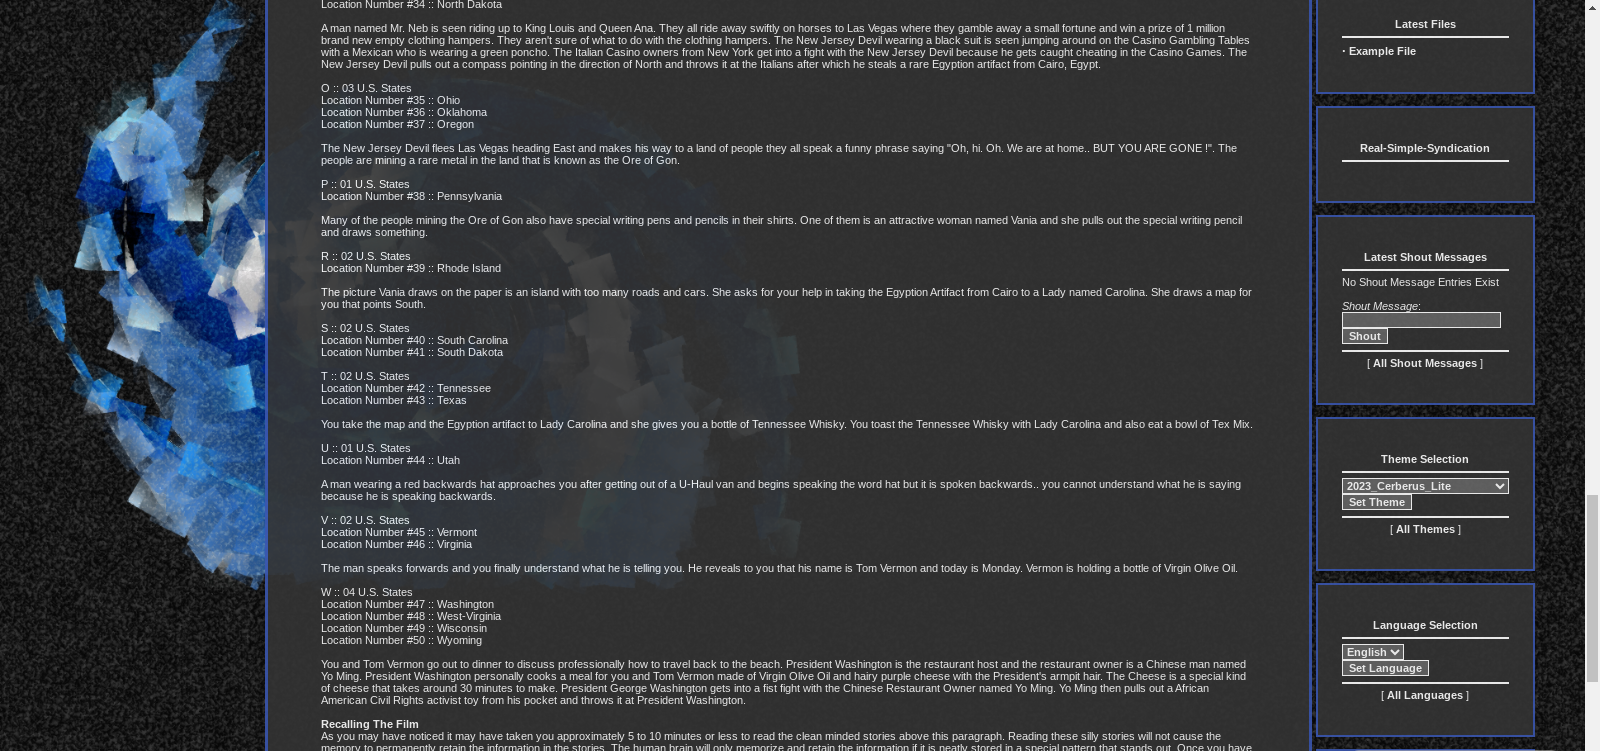 Location Number #34 :: North Dakota
A man named Mr. Neb is seen riding up to King Louis and Queen Ana. They all ride away swiftly on horses to Las Vegas where they gamble away a small fortune and win a prize of 1 million
brand new empty clothing hampers. They aren't sure of what to do with the clothing hampers. The New Jersey Devil wearing a black suit is seen jumping around on the Casino Gambling Tables
with a Mexican who is wearing a green poncho. The Italian Casino owners from New York get into a fight with the New Jersey Devil because he gets caught cheating in the Casino Games. The
New Jersey Devil pulls out a compass pointing in the direction of North and throws it at the Italians after which he steals a rare Egyption artifact from Cairo, Egypt.
O :: 03 U.S. States
Location Number #35 :: Ohio
Location Number #36 :: Oklahoma
Location Number #37 :: Oregon
The New Jersey Devil flees Las Vegas heading East and makes his way to a land of people they all speak a funny phrase saying "Oh, hi. Oh. We are at home.. BUT YOU ARE GONE !". The
people are mining a rare metal in the land that is known as the Ore of Gon.
P :: 01 U.S. States
Location Number #38 :: Pennsylvania
Many of the people mining the Ore of Gon also have special writing pens and pencils in their shirts. One of them is an attractive woman named Vania and she pulls out the special writing pencil
and draws something.
R :: 02 U.S. States
Location Number #39 :: Rhode Island
The picture Vania draws on the paper is an island with too many roads and cars. She asks for your help in taking the Egyption Artifact from Cairo to a Lady named Carolina. She draws a map for
you that points South.
S :: 02 U.S. States
Location Number #40 :: South Carolina
Location Number #41 :: South Dakota
T :: 02 U.S. States
Location Number #42 :: Tennessee
Location Number #43 :: Texas
You take the map and the Egyption artifact to Lady Carolina and she gives you a bottle of Tennessee Whisky. You toast the Tennessee Whisky with Lady Carolina and also eat a bowl of Tex Mix.
U :: 01 U.S. States
Location Number #44 :: Utah
A man wearing a red backwards hat approaches you after getting out of a U-Haul van and begins speaking the word hat but it is spoken backwards.. you cannot understand what he is saying
because he is speaking backwards.
V :: 02 U.S. States
Location Number #45 :: Vermont
Location Number #46 :: Virginia
The man speaks forwards and you finally understand what he is telling you. He reveals to you that his name is Tom Vermon and today is Monday. Vermon is holding a bottle of Virgin Olive Oil.
W :: 04 U.S. States
Location Number #47 :: Washington
Location Number #48 :: West-Virginia
Location Number #49 :: Wisconsin
Location Number #50 :: Wyoming
You and Tom Vermon go out to dinner to discuss professionally how to travel back to the beach. President Washington is the restaurant host and the restaurant owner is a Chinese man named
Yo Ming. President Washington personally cooks a meal for you and Tom Vermon made of Virgin Olive Oil and hairy purple cheese with the President's armpit hair. The Cheese is a special kind
of cheese that takes around 30 minutes to make. President George Washington gets into a fist fight with the Chinese Restaurant Owner named Yo Ming. Yo Ming then pulls out a African
American Civil Rights activist toy from his pocket and throws it at President Washington.
Recalling The Film
As you may have noticed it may have taken you approximately 5 to 10 minutes or less to read the clean minded stories above this paragraph. Reading these silly stories will not cause the
memory to permanently retain the information in the stories. The human brain will only memorize and retain the information if it is neatly stored in a special pattern that stands out. Once you have
Latest Files
· Example File
Real-Simple-Syndication
Latest Shout Messages
No Shout Message Entries Exist
Shout Message:
Shout
[ All Shout Messages ]
Theme Selection
2023_Cerberus_Lite
Set Theme
[ All Themes ]
Language Selection
English
Set Language
[ All Languages ]